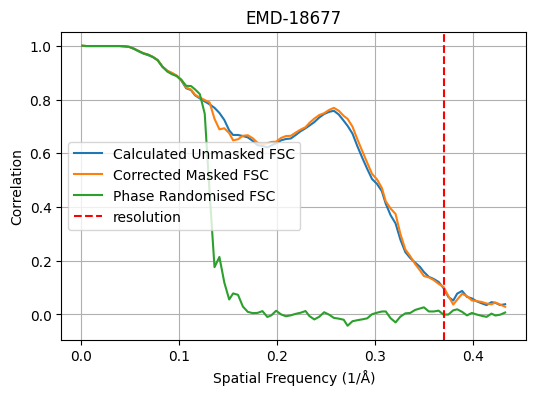 EMD-18677
1.0
0.8
0.6
0.4
0.2
0.0
Correlation
Calculated Unmasked FSC
Corrected Masked FSC
Phase Randomised FSC
resolution
0.0
0.1
0.2
0.3
0.4
Spatial Frequency (1/Å)